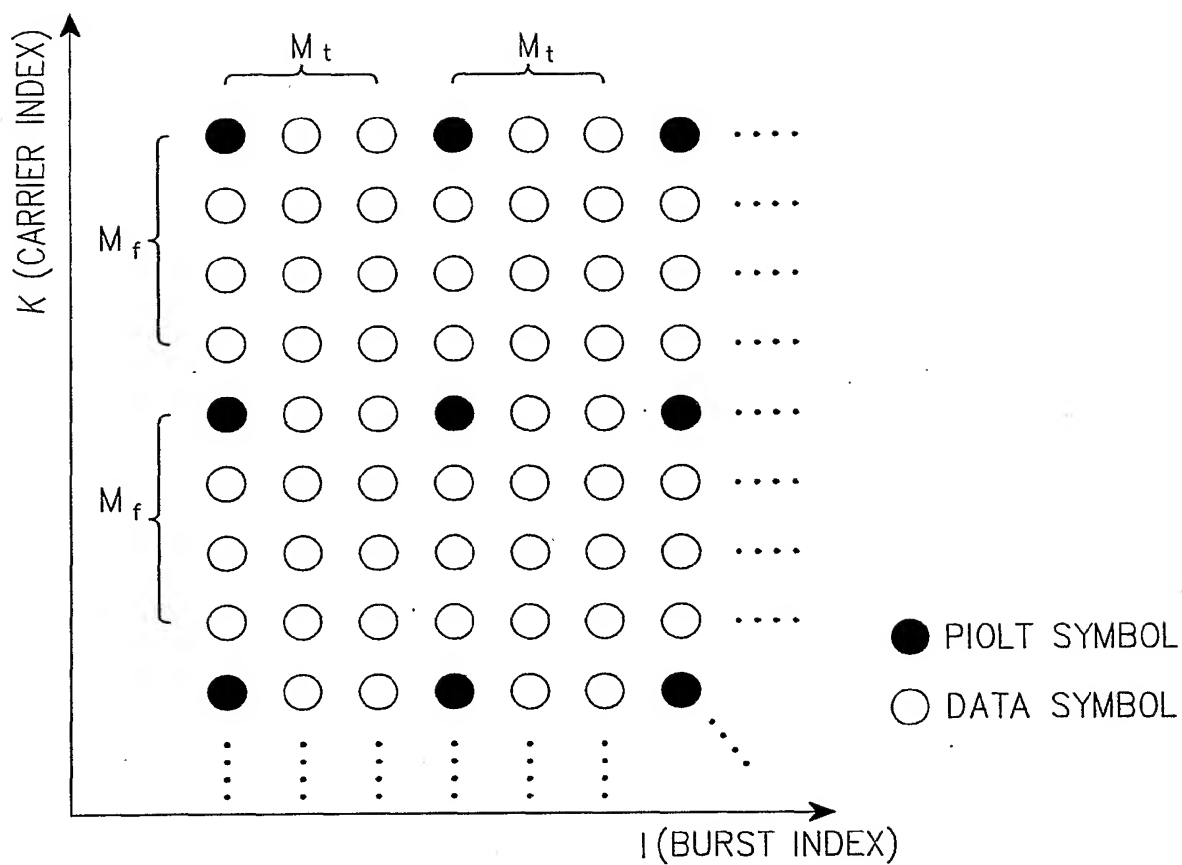 K (CARRIER INDEX)
M t
M t
M f
M f
PIOLT SYMBOL
DATA SYMBOL
l (BURST INDEX)